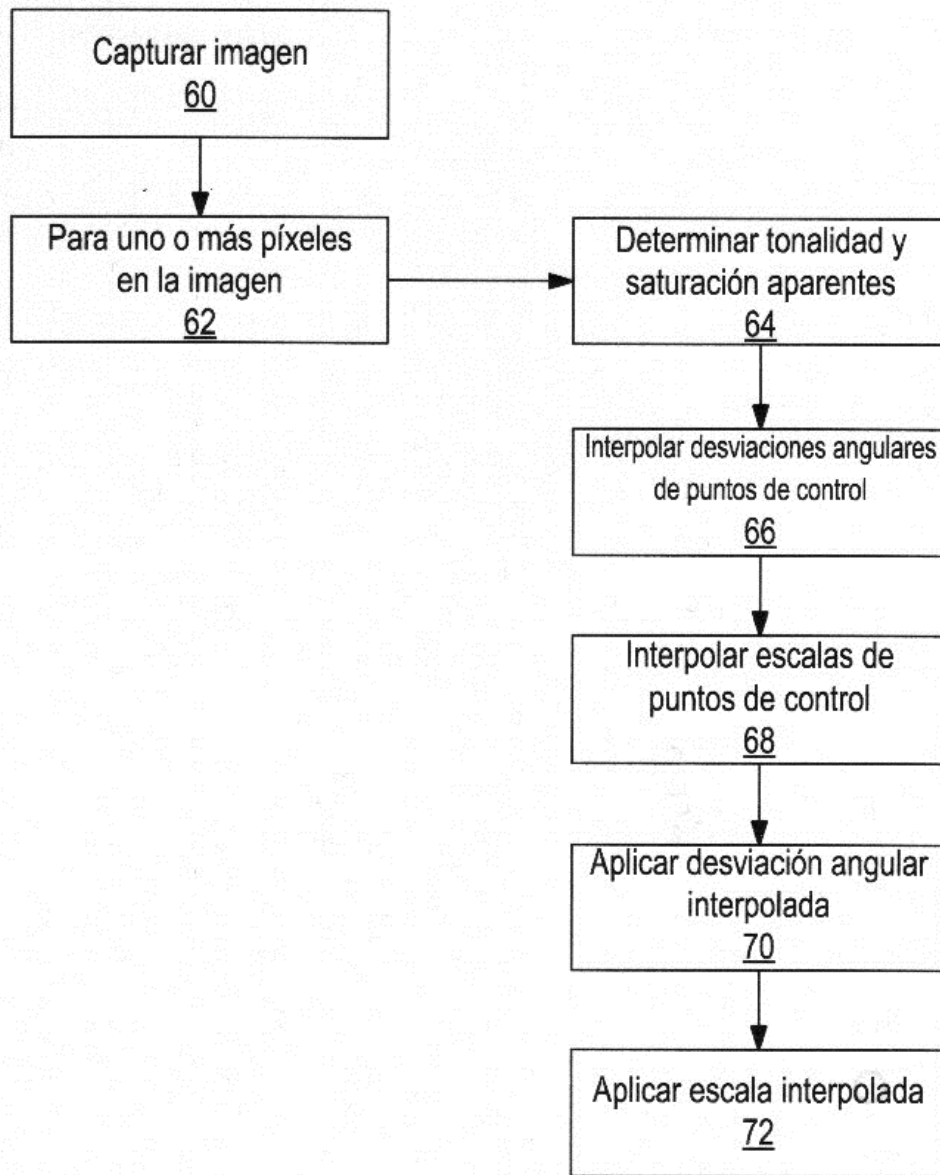 Capturar imagen
60
Para uno o más píxeles
en la imagen
62
Determinar tonalidad y
saturación aparentes
64
Interpolar desviaciones angulares
de puntos de control
66
Interpolar escalas de
puntos de control
68
Aplicar desviación angular
interpolada
70
Aplicar escala interpolada
72